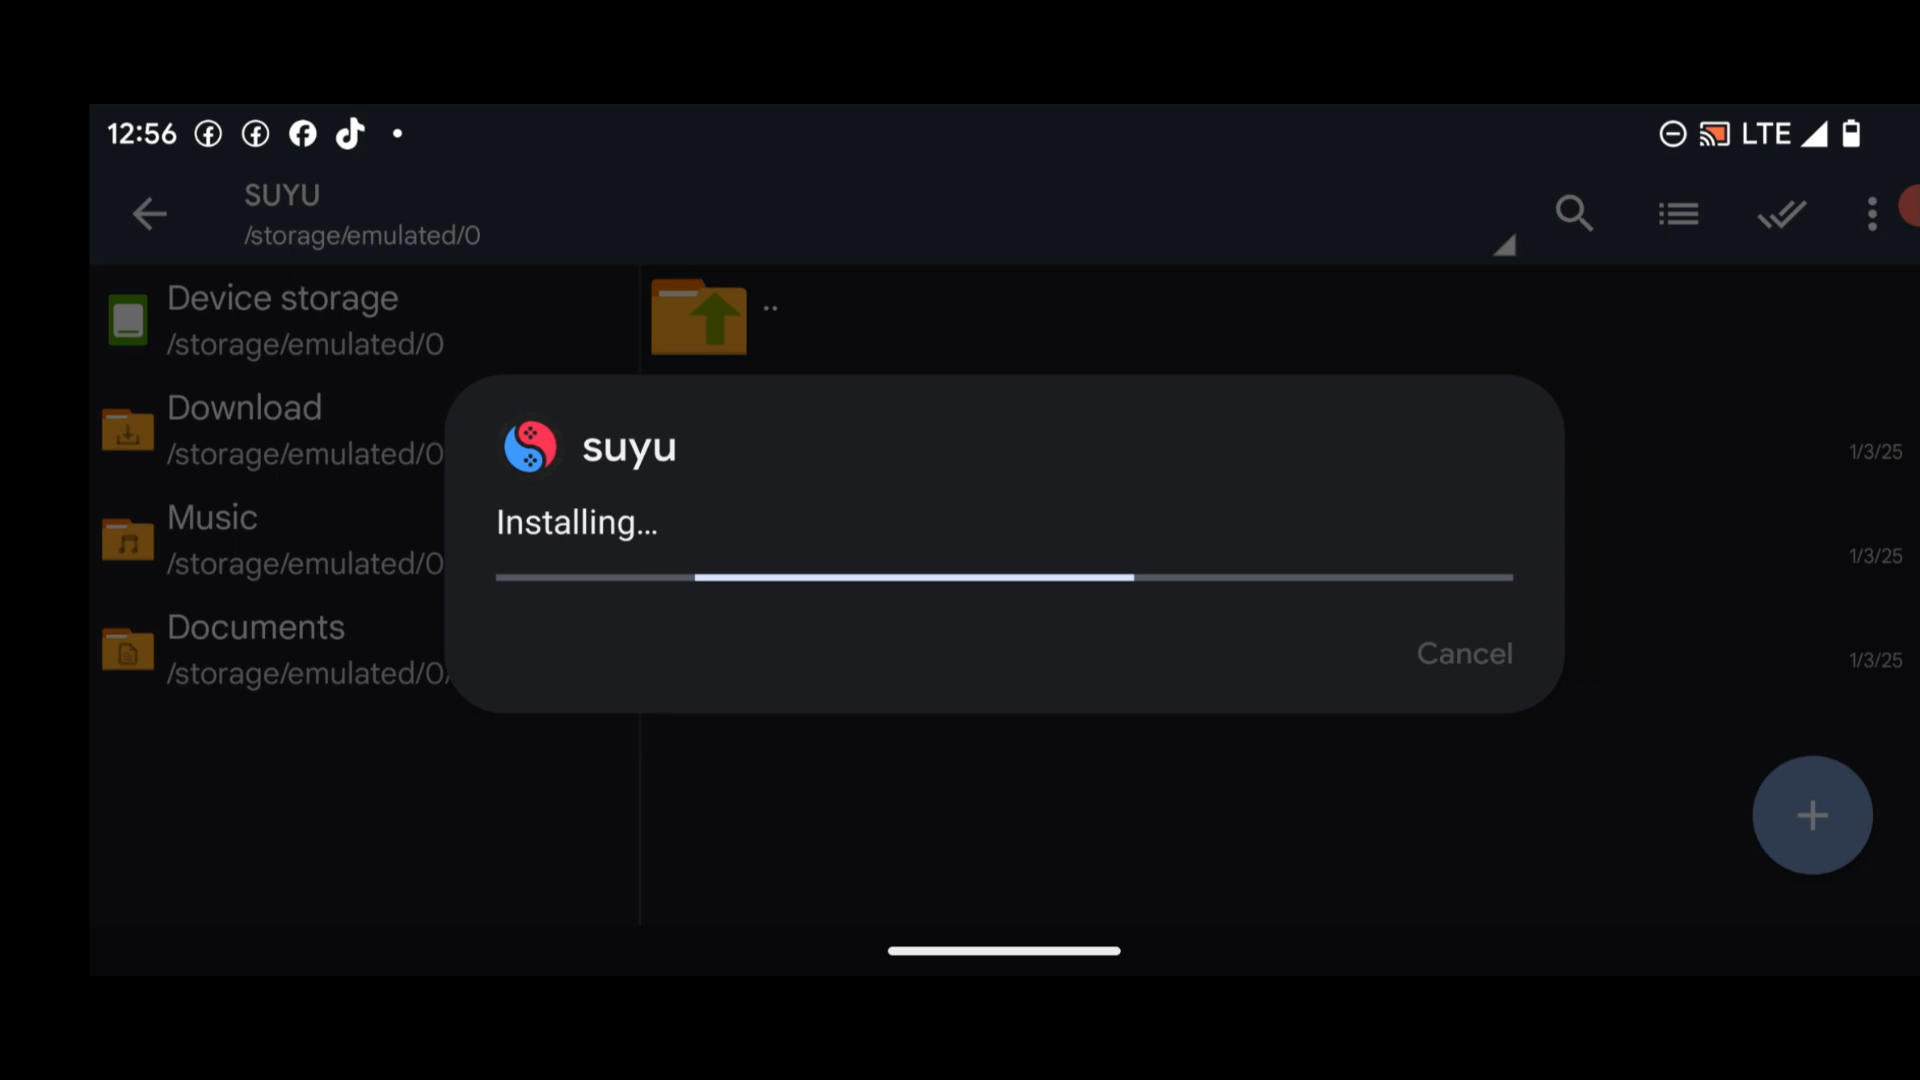 12:56
LTE
SUYU
/storage/emulated/0
Device storage
/storage/emulated/0
Download
/storage/emulated/0
Music
/storage/emulated/0
Documents
/storage/emulated/0/
..
suyu
Installing...
Cancel
1/3/25
1/3/25
1/3/25